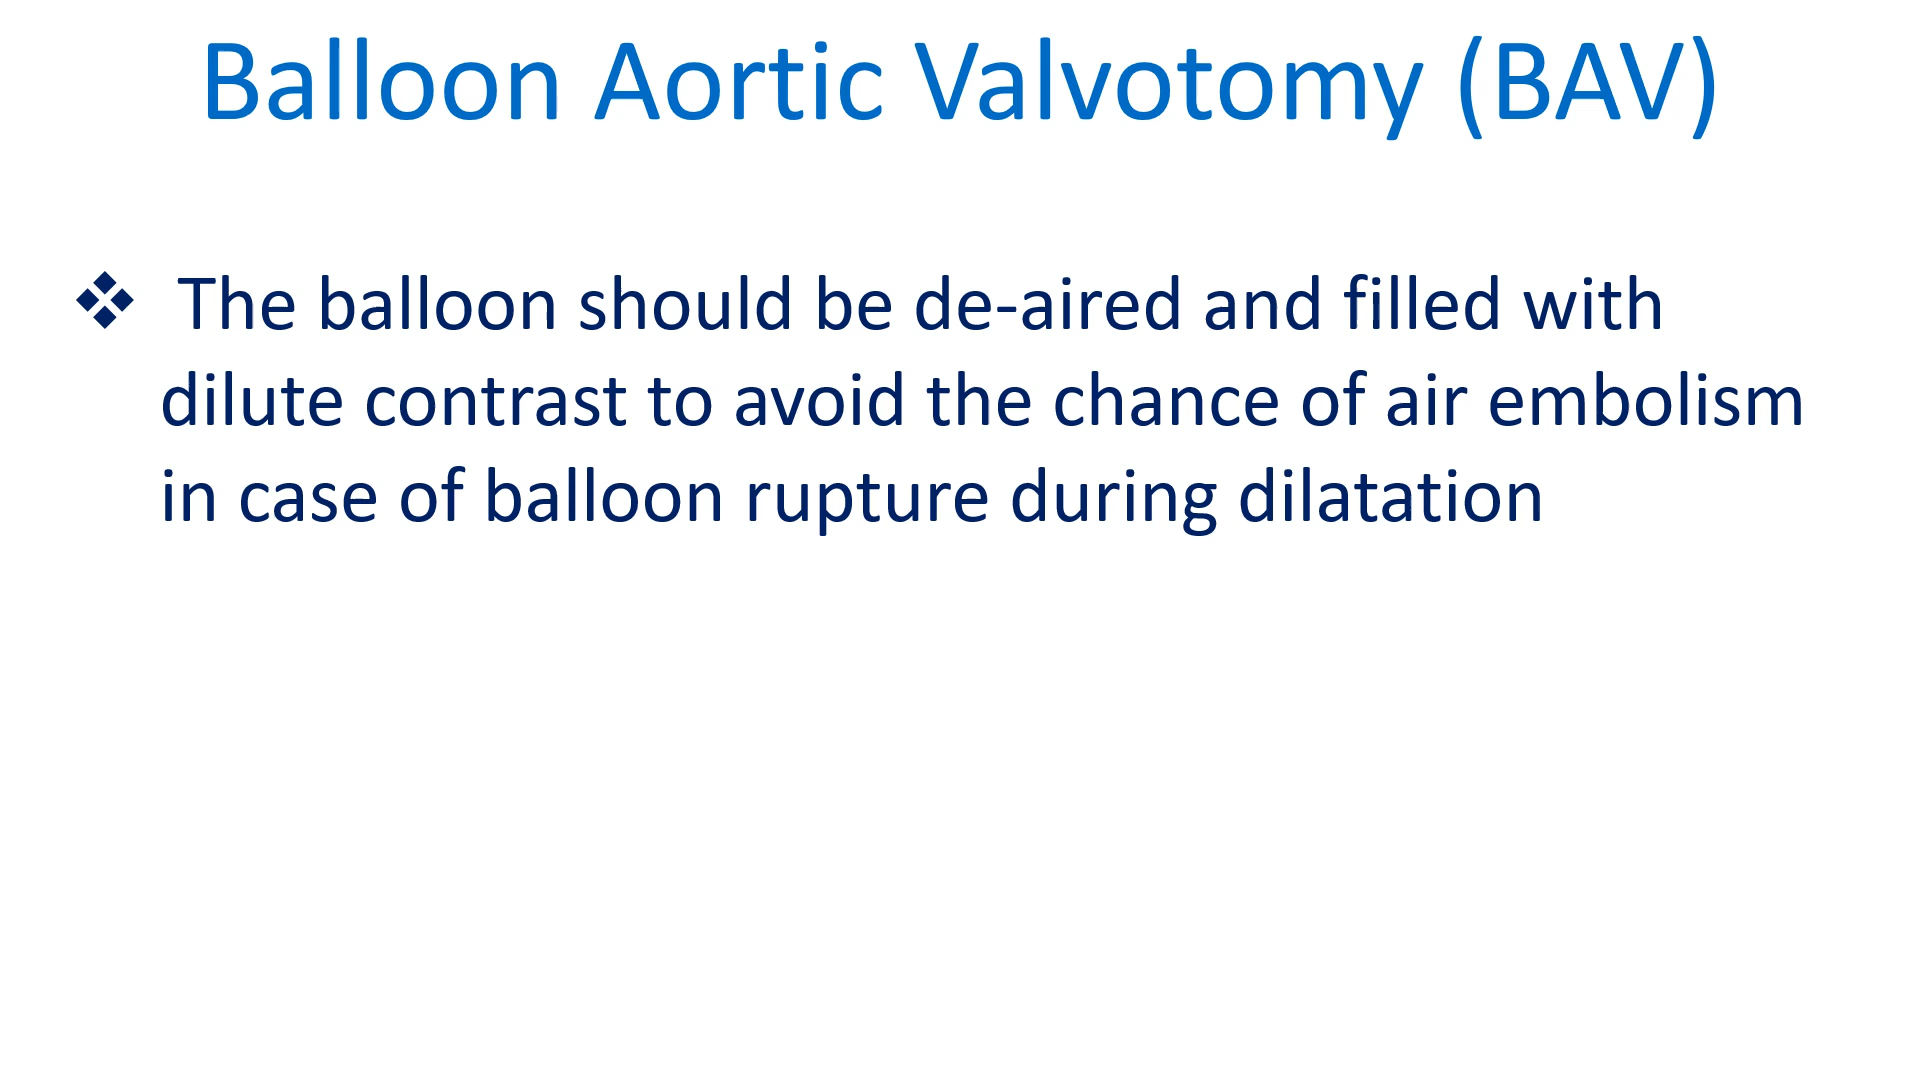 Balloon Aortic Valvotomy (BAV)
❖ The balloon should be de-aired and filled with
dilute contrast to avoid the chance of air embolism
in case of balloon rupture during dilatation